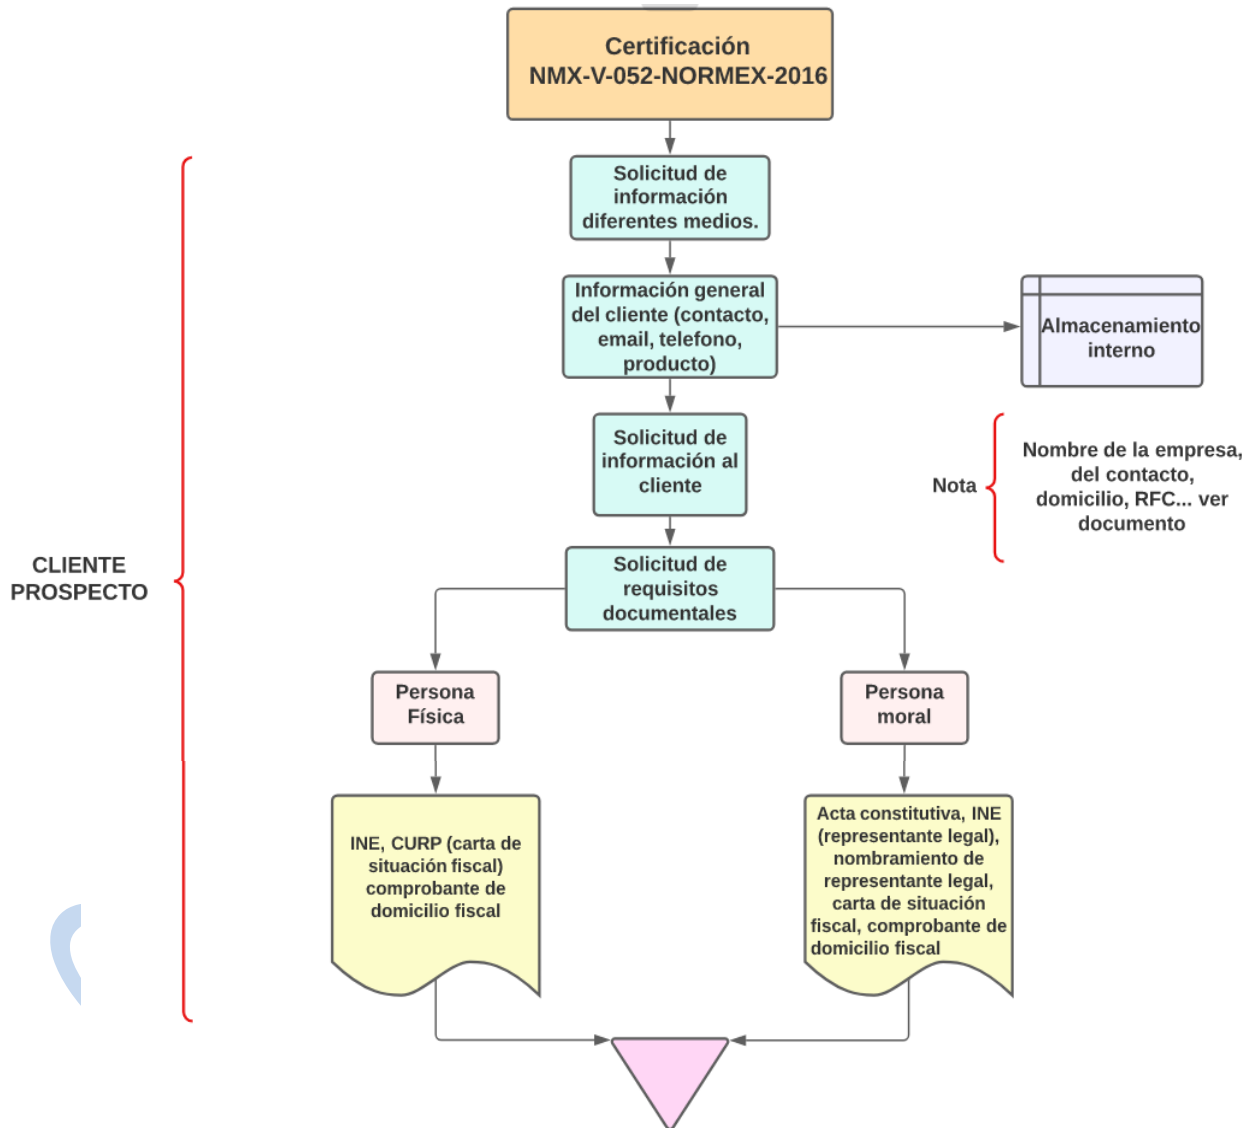 Certificación
NMX-V-052-NORMEX-2016
Solicitud de
información
diferentes medios.
Información general
del cliente (contacto,
email, telefono,
producto)
Almacenamiento
interno
Solicitud de
información al
cliente
Nota
Nombre de la empresa,
del contacto,
domicilio, RFC... ver
documento
CLIENTE
PROSPECTO
Solicitud de
requisitos
documentales
Persona
Física
Persona
moral
INE, CURP (carta de
situación fiscal)
comprobante de
domicilio fiscal
Acta constitutiva, INE
(representante legal),
nombramiento de
representante legal,
carta de situación
fiscal, comprobante de
domicilio fiscal